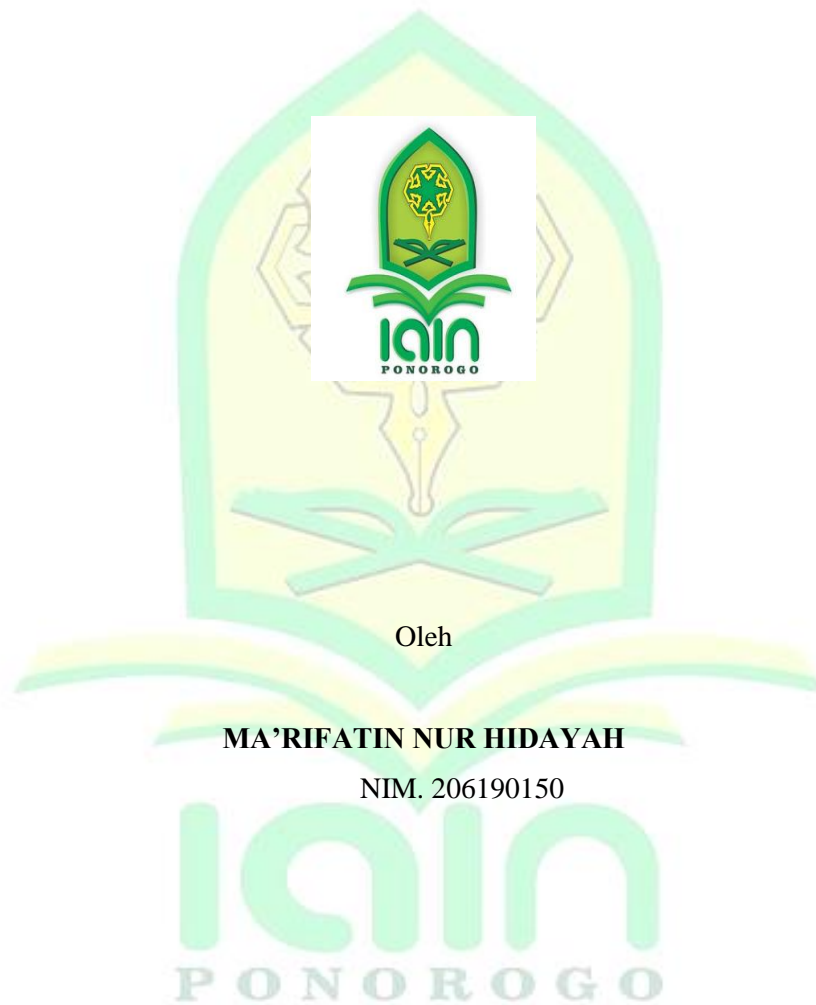 IAIN
PONOROGO
Oleh
MA’RIFATIN NUR HIDAYAH
NIM. 206190150
IAIN
PONOROGO